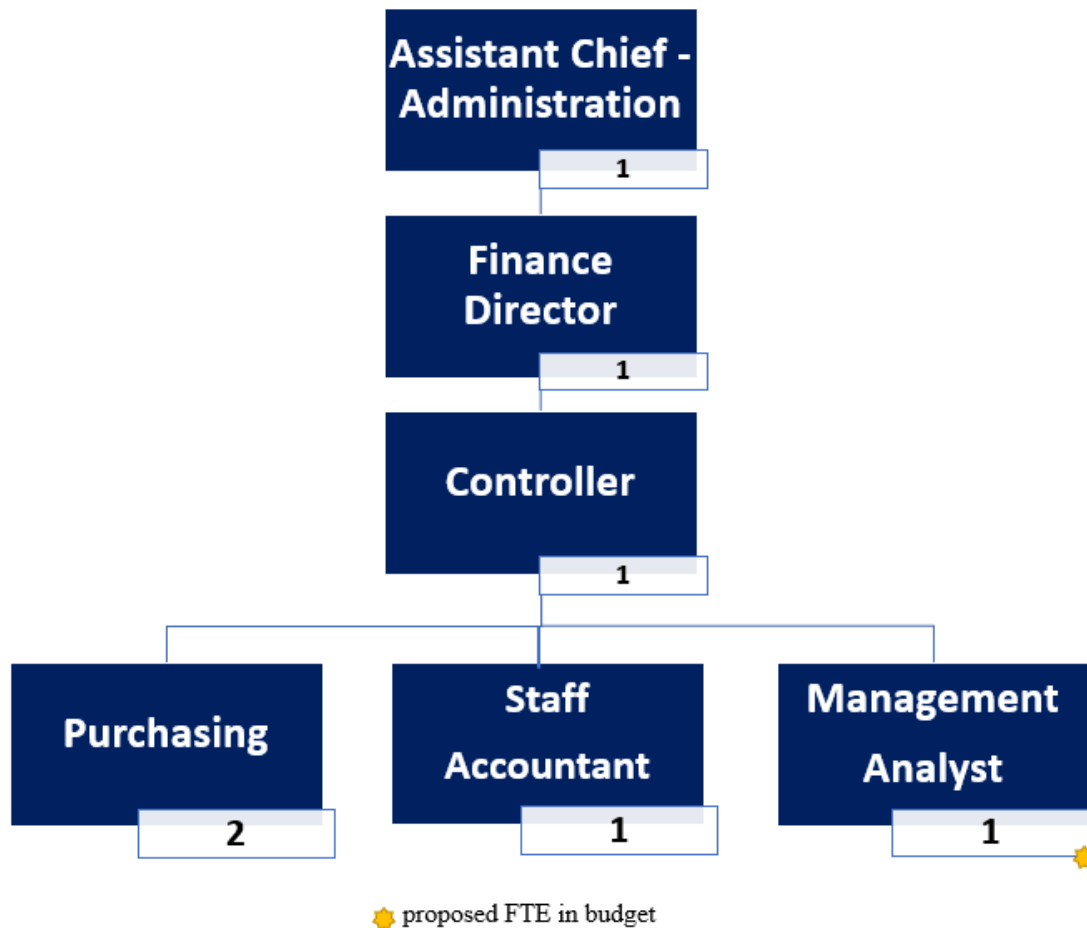 Assistant Chief -
Administration
1
Finance
Director
1
Controller
1
Purchasing
2
Staff
Accountant
1
Management
Analyst
1
proposed FTE in budget